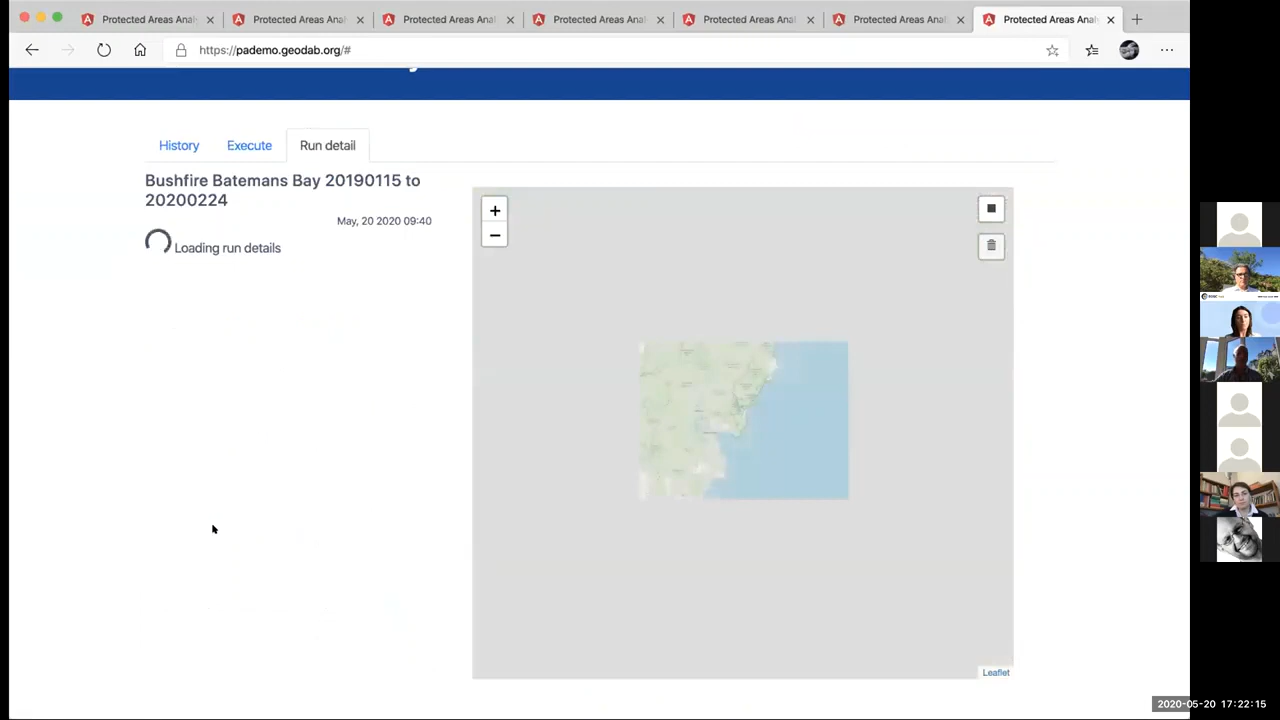 Protected Areas Anal
Protected Areas Anal
Protected Areas Anal
Protected Areas Anal
Protected Areas Anal
Protected Areas Anal
Protected Areas Anal
https://pademo.geodab.org/#
History
Execute
Run detail
Bushfire Batemans Bay 20190115 to
20200224
May, 20 2020 09:40
Loading run details
+
−
Leaflet
2020-05-20 17:22:15